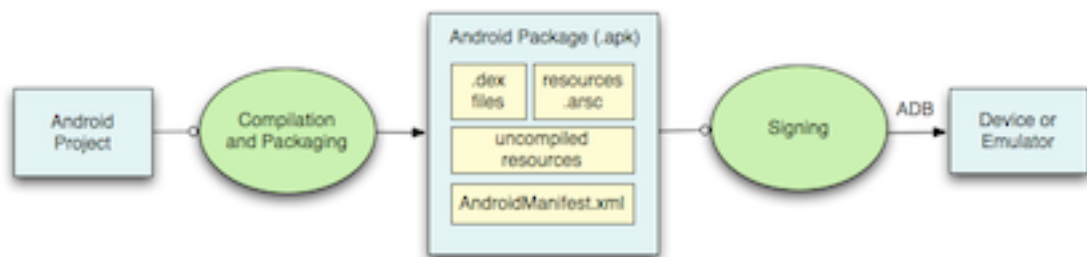 Android
Project
Compilation
and Packaging
Android Package (.apk)
.dex
files
resources
.arsc
uncompiled
resources
AndroidManifest.xml
Signing
ADB
Device or
Emulator